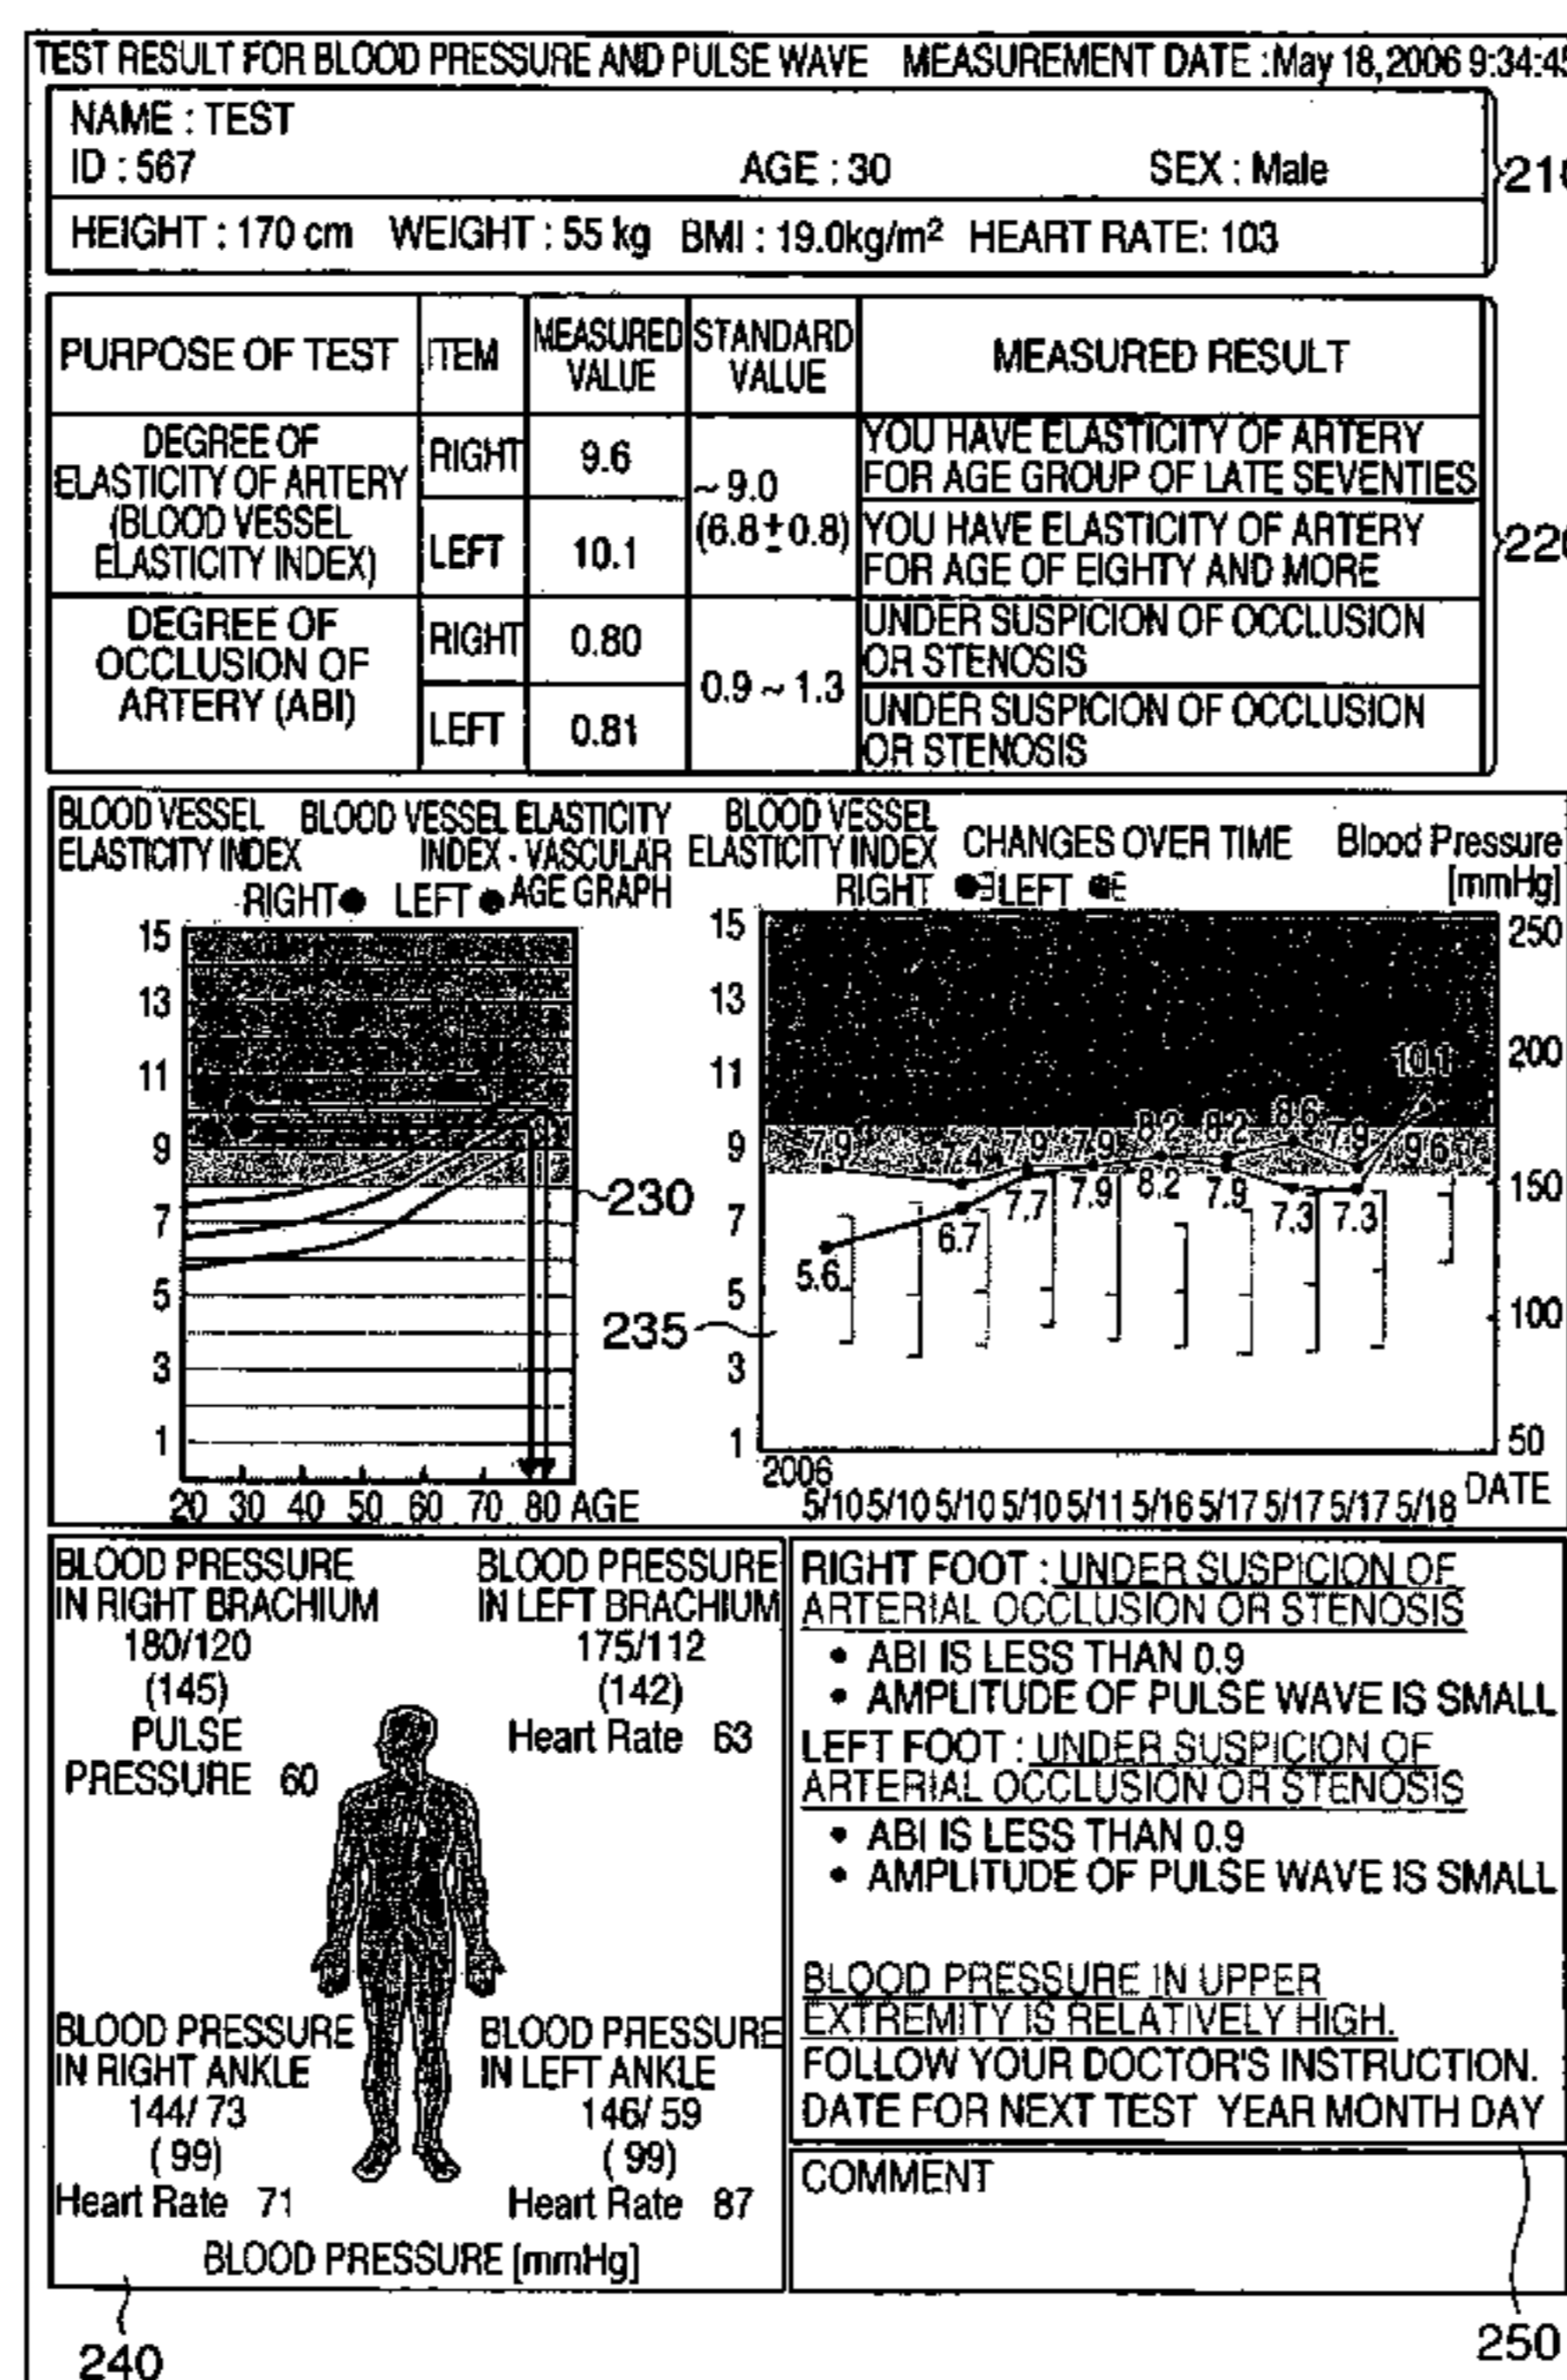 TEST RESULT FOR BLOOD PRESSURE AND PULSE WAVE MEASUREMENT DATE :May 18,2006 9:34:45
NAME : TEST
ID : 567 AGE : 30 SEX : Male
210
HEIGHT : 170 cm WEIGHT : 55 kg BMI : 19.0kg/m² HEART RATE: 103
PURPOSE OF TEST ITEM MEASURED VALUE STANDARD VALUE MEASURED RESULT
DEGREE OF
ELASTICITY OF ARTERY
(BLOOD VESSEL
ELASTICITY INDEX)
RIGHT 9.6
~ 9.0
(6.8±0.8)
YOU HAVE ELASTICITY OF ARTERY
FOR AGE GROUP OF LATE SEVENTIES
LEFT 10.1
YOU HAVE ELASTICITY OF ARTERY
FOR AGE OF EIGHTY AND MORE
220
DEGREE OF
OCCLUSION OF
ARTERY (ABI)
RIGHT 0.80
0.9 ~ 1.3
UNDER SUSPICION OF OCCLUSION
OR STENOSIS
LEFT 0.81
UNDER SUSPICION OF OCCLUSION
OR STENOSIS
BLOOD VESSEL
ELASTICITY INDEX
BLOOD VESSEL ELASTICITY
INDEX - VASCULAR
AGE GRAPH
RIGHT● LEFT●
15
13
11
9
7
5
3
1
20 30 40 50 60 70 80 AGE
230
BLOOD VESSEL
ELASTICITY INDEX
CHANGES OVER TIME
Blood Pressure
[mmHg]
RIGHT ● LEFT ●
15
13
11
9
7
5
3
1
250
200
150
100
50
10.1
7.9 7.4 7.9 7.9 8.2 8.2 8.6 7.9 9.6
5.6 6.7 7.7 7.9 8.2 7.9 7.3 7.3
235
2006
5/10 5/10 5/10 5/10 5/11 5/16 5/17 5/17 5/17 5/18 DATE
BLOOD PRESSURE
IN RIGHT BRACHIUM
180/120
(145)
PULSE
PRESSURE 60
BLOOD PRESSURE
IN LEFT BRACHIUM
175/112
(142)
Heart Rate 63
BLOOD PRESSURE
IN RIGHT ANKLE
144/ 73
( 99)
Heart Rate 71
BLOOD PRESSURE
IN LEFT ANKLE
146/ 59
( 99)
Heart Rate 87
BLOOD PRESSURE [mmHg]
240
RIGHT FOOT : UNDER SUSPICION OF
ARTERIAL OCCLUSION OR STENOSIS
• ABI IS LESS THAN 0.9
• AMPLITUDE OF PULSE WAVE IS SMALL
LEFT FOOT : UNDER SUSPICION OF
ARTERIAL OCCLUSION OR STENOSIS
• ABI IS LESS THAN 0.9
• AMPLITUDE OF PULSE WAVE IS SMALL
BLOOD PRESSURE IN UPPER
EXTREMITY IS RELATIVELY HIGH.
FOLLOW YOUR DOCTOR'S INSTRUCTION.
DATE FOR NEXT TEST YEAR MONTH DAY
COMMENT
250